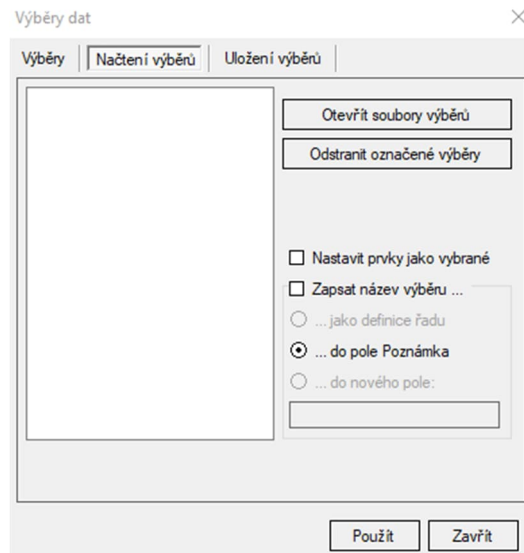 Výběry dat
Výběry Načtení výběrů Uložení výběrů
Otevřít soubory výběrů
Odstranit označené výběry
Nastavit prvky jako vybrané
Zapsat název výběru ...
... jako definice řadu
... do pole Poznámka
... do nového pole:
Použít Zavřít